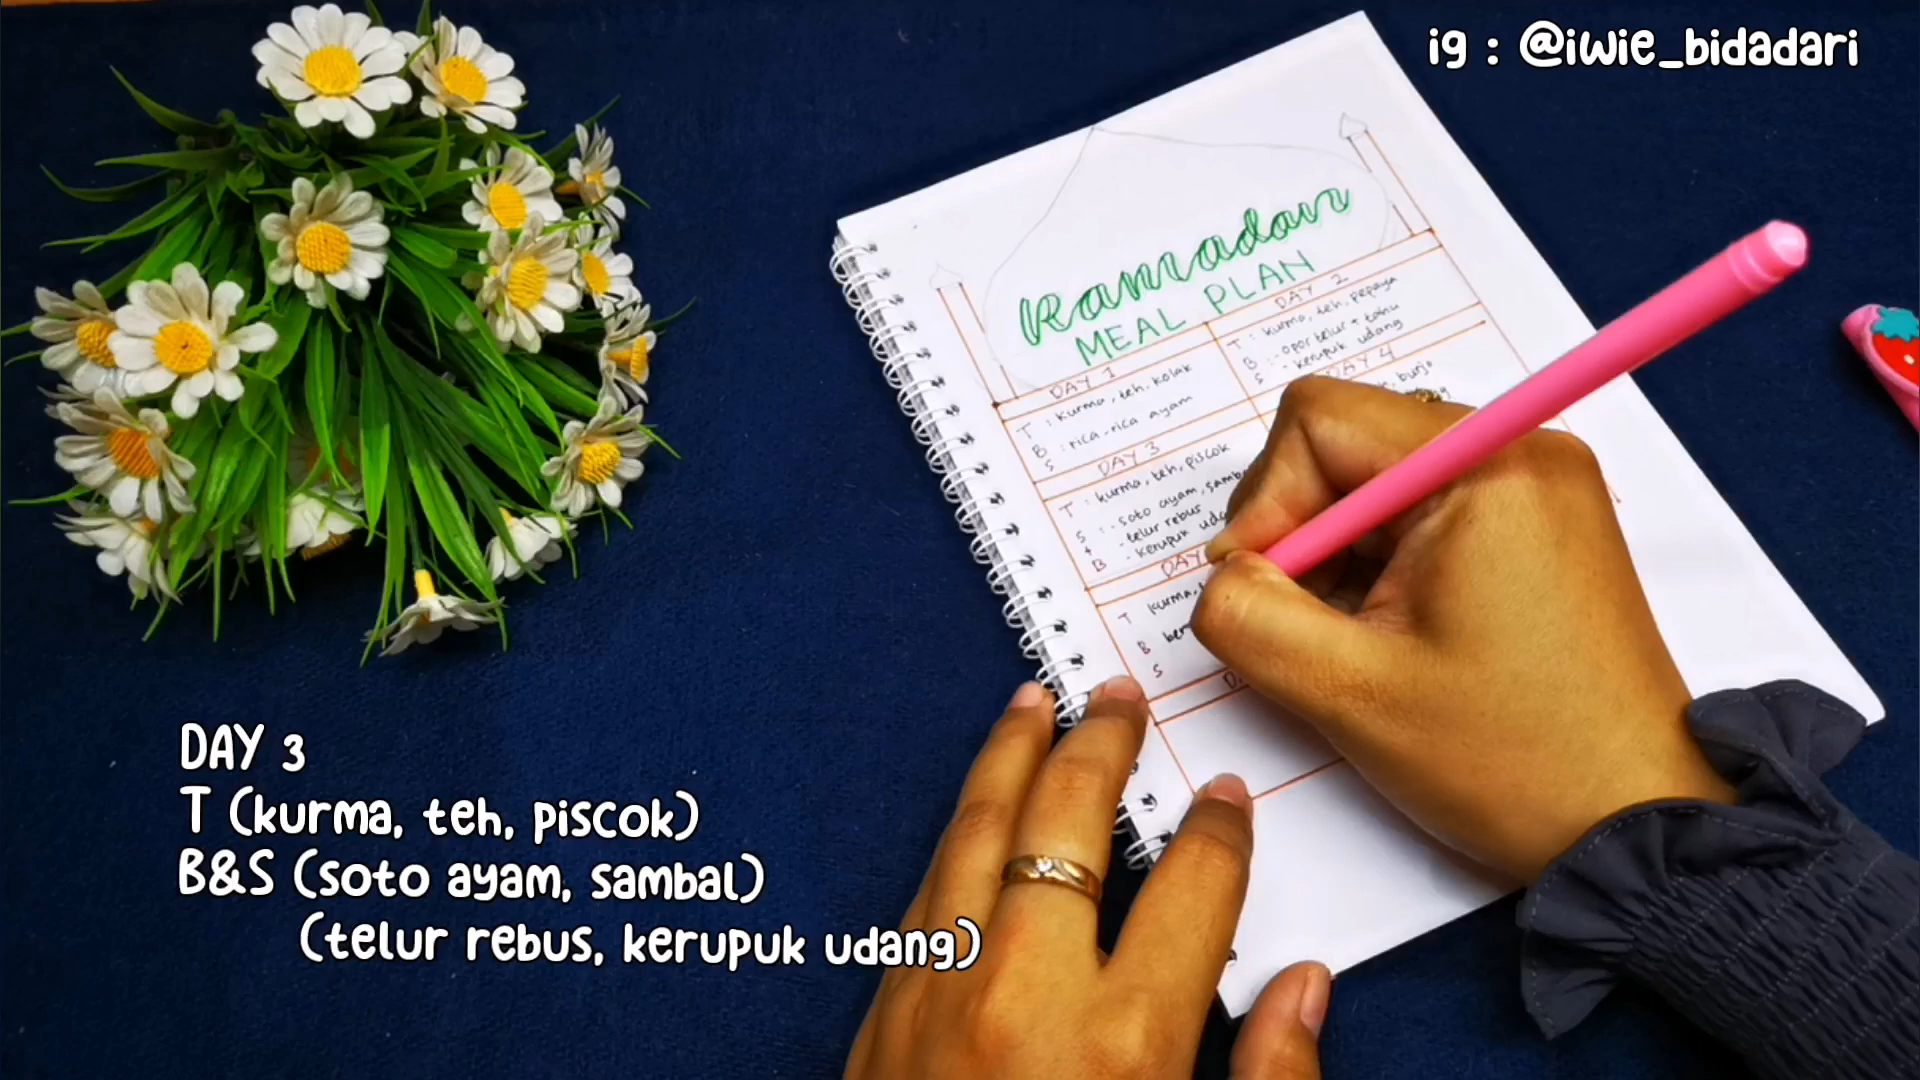 ig : @iwie_bidadari
Ramadan
MEAL PLAN
DAY 1
T : kurma, teh, kolak
B : rica-rica ayam
S
DAY 2
T : kurma, teh, pepaya
B : - opor telur + tahu
S - kerupuk udang
DAY 3
T : kurma, teh, piscok
S : - soto ayam,
+ - telur rebus
B - kerupuk
DAY 4
DAY
T kurma,
B
S
DAY 3
T (kurma, teh, piscok)
B&S (soto ayam, sambal)
(telur rebus, kerupuk udang)